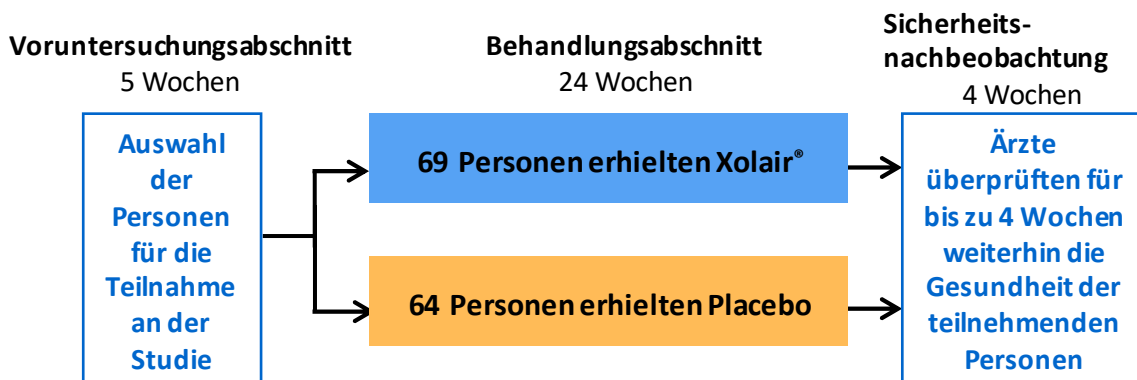 Voruntersuchungsabschnitt
5 Wochen
Behandlungsabschnitt
24 Wochen
Sicherheits-
nachbeobachtung
4 Wochen
Auswahl
der
Personen
für die
Teilnahme
an der
Studie
69 Personen erhielten Xolair®
64 Personen erhielten Placebo
Ärzte
überprüften für
bis zu 4 Wochen
weiterhin die
Gesundheit der
teilnehmenden
Personen